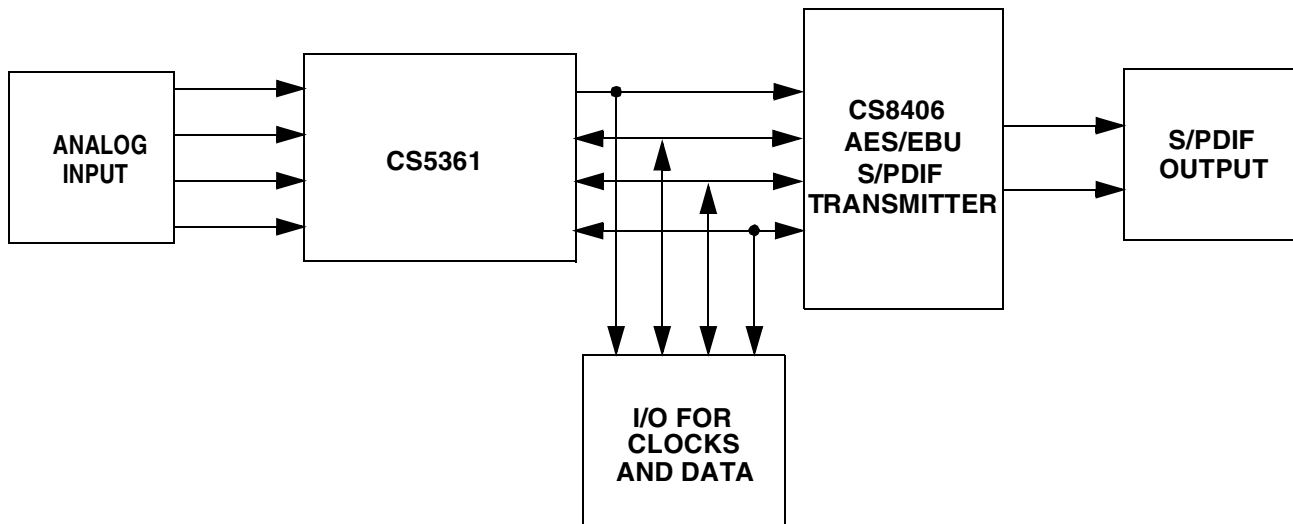 ANALOG
INPUT
CS5361
CS8406
AES/EBU
S/PDIF
TRANSMITTER
S/PDIF
OUTPUT
I/O FOR
CLOCKS
AND DATA